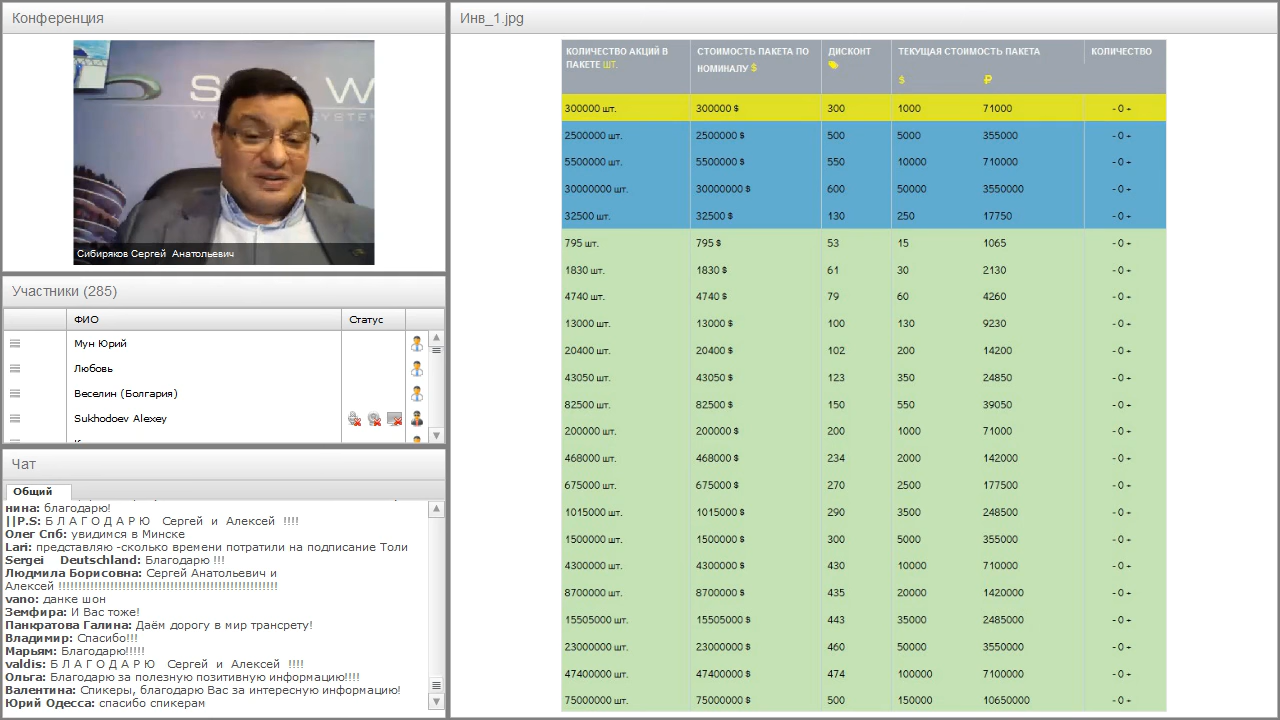 Конференция
SKY W
Сибиряков Сергей Анатольевич
Участники (285)
ФИО Статус
Мун Юрий
Любовь
Веселин (Болгария)
Sukhodoev Alexey
Чат
Общий
нина: благодарю!
||P.S: Б Л А Г О Д А Р Ю Сергей и Алексей !!!!
Олег Спб: увидимся в Минске
Lari: представляю -сколько времени потратили на подписание Толи
Sergei Deutschland: Благодарю !!!
Людмила Борисовна: Сергей Анатольевич и
Алексей !!!!!!!!!!!!!!!!!!!!!!!!!!!!!!!!!!!!!!!!!!!!!!!!!!!!!!!
vano: данке шон
Земфира: И Вас тоже!
Панкратова Галина: Даём дорогу в мир трансрету!
Владимир: Спасибо!!!
Марьям: Благодарю!!!!!
valdis: Б Л А Г О Д А Р Ю Сергей и Алексей !!!!
Ольга: Благодарю за полезную позитивную информацию!!!!
Валентина: Спикеры, благодарю Вас за интересную информацию!
Юрий Одесса: спасибо спикерам
Инв_1.jpg
КОЛИЧЕСТВО АКЦИЙ В ПАКЕТЕ ШТ. СТОИМОСТЬ ПАКЕТА ПО НОМИНАЛУ $ ДИСКОНТ ТЕКУЩАЯ СТОИМОСТЬ ПАКЕТА $ ₽ КОЛИЧЕСТВО
300000 шт. 300000 $ 300 1000 71000 - 0 +
2500000 шт. 2500000 $ 500 5000 355000 - 0 +
5500000 шт. 5500000 $ 550 10000 710000 - 0 +
30000000 шт. 30000000 $ 600 50000 3550000 - 0 +
32500 шт. 32500 $ 130 250 17750 - 0 +
795 шт. 795 $ 53 15 1065 - 0 +
1830 шт. 1830 $ 61 30 2130 - 0 +
4740 шт. 4740 $ 79 60 4260 - 0 +
13000 шт. 13000 $ 100 130 9230 - 0 +
20400 шт. 20400 $ 102 200 14200 - 0 +
43050 шт. 43050 $ 123 350 24850 - 0 +
82500 шт. 82500 $ 150 550 39050 - 0 +
200000 шт. 200000 $ 200 1000 71000 - 0 +
468000 шт. 468000 $ 234 2000 142000 - 0 +
675000 шт. 675000 $ 270 2500 177500 - 0 +
1015000 шт. 1015000 $ 290 3500 248500 - 0 +
1500000 шт. 1500000 $ 300 5000 355000 - 0 +
4300000 шт. 4300000 $ 430 10000 710000 - 0 +
8700000 шт. 8700000 $ 435 20000 1420000 - 0 +
15505000 шт. 15505000 $ 443 35000 2485000 - 0 +
23000000 шт. 23000000 $ 460 50000 3550000 - 0 +
47400000 шт. 47400000 $ 474 100000 7100000 - 0 +
75000000 шт. 75000000 $ 500 150000 10650000 - 0 +